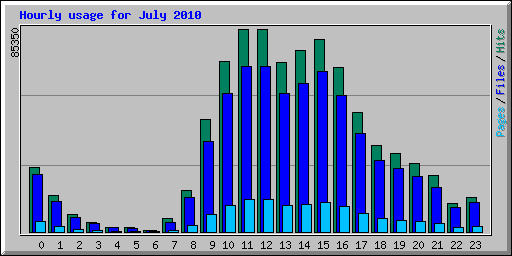 Hourly usage for July 2010
85350
Pages / Files / Hits
0 1 2 3 4 5 6 7 8 9 10 11 12 13 14 15 16 17 18 19 20 21 22 23